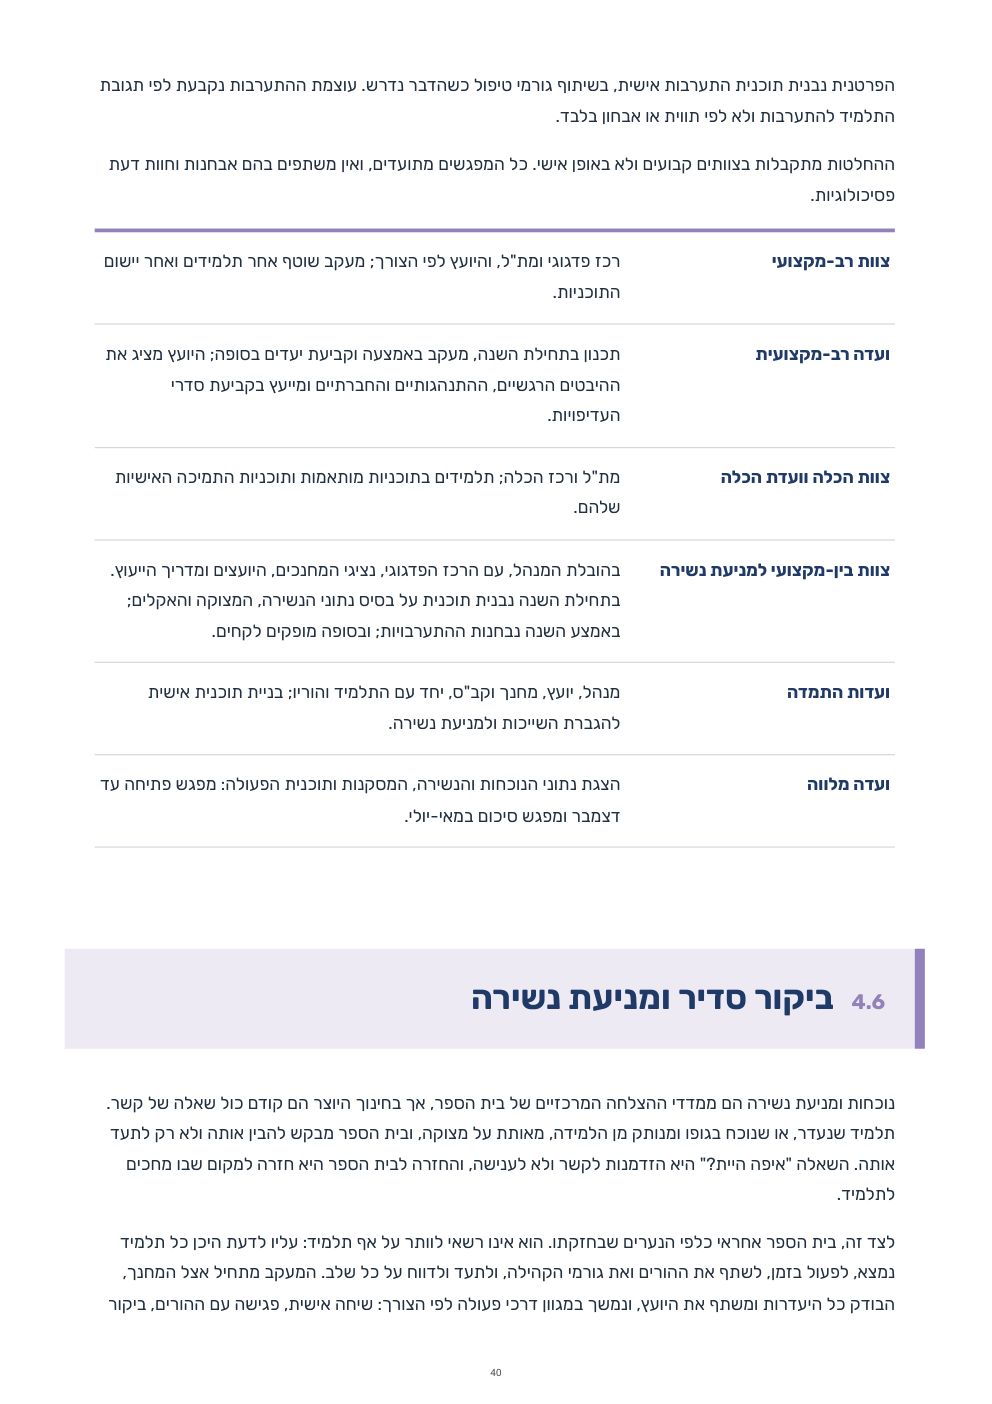 הפרטנית נבנית תוכנית התערבות אישית, בשיתוף גורמי טיפול כשהדבר נדרש. עוצמת ההתערבות נקבעת לפי תגובת
התלמיד להתערבות ולא לפי תווית או אבחון בלבד.
ההחלטות מתקבלות בצוותים קבועים ולא באופן אישי. כל המפגשים מתועדים, ואין משתפים בהם אבחנות וחוות דעת
פסיכולוגיות.
צוות רב-מקצועי
רכז פדגוגי ומת"ל, והיועץ לפי הצורך; מעקב שוטף אחר תלמידים ואחר יישום
התוכניות.
ועדה רב-מקצועית
תכנון בתחילת השנה, מעקב באמצעה וקביעת יעדים בסופה; היועץ מציג את
ההיבטים הרגשיים, ההתנהגותיים והחברתיים ומייעץ בקביעת סדרי
העדיפויות.
צוות הכלה וועדת הכלה
מת"ל ורכז הכלה; תלמידים בתוכניות מותאמות ותוכניות התמיכה האישיות
שלהם.
צוות בין-מקצועי למניעת נשירה
בהובלת המנהל, עם הרכז הפדגוגי, נציגי המחנכים, היועצים ומדריך הייעוץ.
בתחילת השנה נבנית תוכנית על בסיס נתוני הנשירה, המצוקה והאקלים;
באמצע השנה נבחנות ההתערבויות; ובסופה מופקים לקחים.
ועדות התמדה
מנהל, יועץ, מחנך וקב"ס, יחד עם התלמיד והוריו; בניית תוכנית אישית
להגברת השייכות ולמניעת נשירה.
ועדה מלווה
הצגת נתוני הנוכחות והנשירה, המסקנות ותוכנית הפעולה: מפגש פתיחה עד
דצמבר ומפגש סיכום במאי-יולי.
4.6 ביקור סדיר ומניעת נשירה
נוכחות ומניעת נשירה הם ממדדי ההצלחה המרכזיים של בית הספר, אך בחינוך היוצר הם קודם כול שאלה של קשר.
תלמיד שנעדר, או שנוכח בגופו ומנותק מן הלמידה, מאותת על מצוקה, ובית הספר מבקש להבין אותה ולא רק לתעד
אותה. השאלה "איפה היית?" היא הזדמנות לקשר ולא לענישה, והחזרה לבית הספר היא חזרה למקום שבו מחכים
לתלמיד.
לצד זה, בית הספר אחראי כלפי הנערים שבחזקתו. הוא אינו רשאי לוותר על אף תלמיד: עליו לדעת היכן כל תלמיד
נמצא, לפעול בזמן, לשתף את ההורים ואת גורמי הקהילה, ולתעד ולדווח על כל שלב. המעקב מתחיל אצל המחנך,
הבודק כל היעדרות ומשתף את היועץ, ונמשך במגוון דרכי פעולה לפי הצורך: שיחה אישית, פגישה עם ההורים, ביקור
40